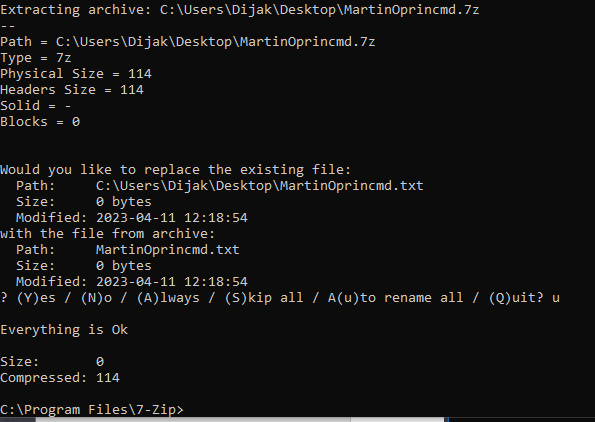 Extracting archive: C:\Users\Dijak\Desktop\MartinOprincmd.7z
--
Path = C:\Users\Dijak\Desktop\MartinOprincmd.7z
Type = 7z
Physical Size = 114
Headers Size = 114
Solid = -
Blocks = 0
Would you like to replace the existing file:
Path:     C:\Users\Dijak\Desktop\MartinOprincmd.txt
Size:     0 bytes
Modified: 2023-04-11 12:18:54
with the file from archive:
Path:     MartinOprincmd.txt
Size:     0 bytes
Modified: 2023-04-11 12:18:54
? (Y)es / (N)o / (A)lways / (S)kip all / A(u)to rename all / (Q)uit? u
Everything is Ok
Size:       0
Compressed: 114
C:\Program Files\7-Zip>